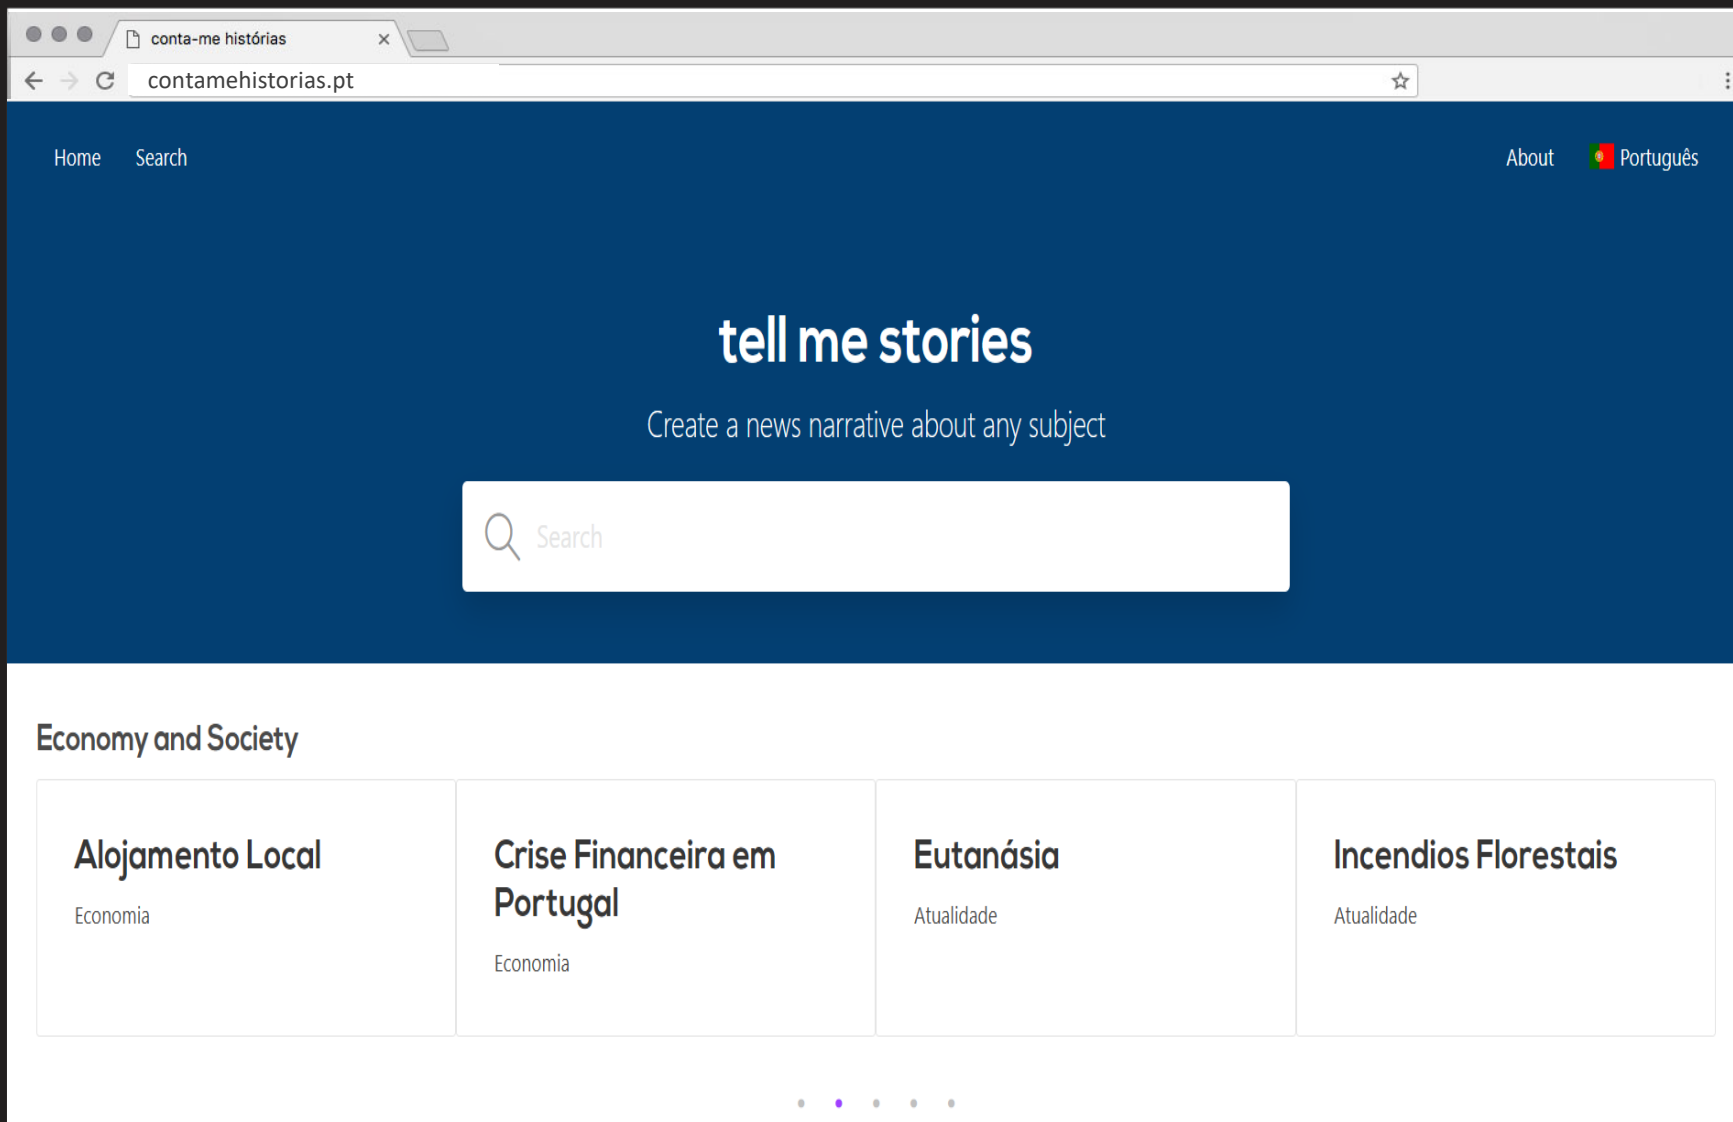 conta-me histórias
contamehistorias.pt
Home Search About Português
tell me stories
Create a news narrative about any subject
Search
Economy and Society
Alojamento Local
Economia
Crise Financeira em
Portugal
Economia
Eutanásia
Atualidade
Incendios Florestais
Atualidade